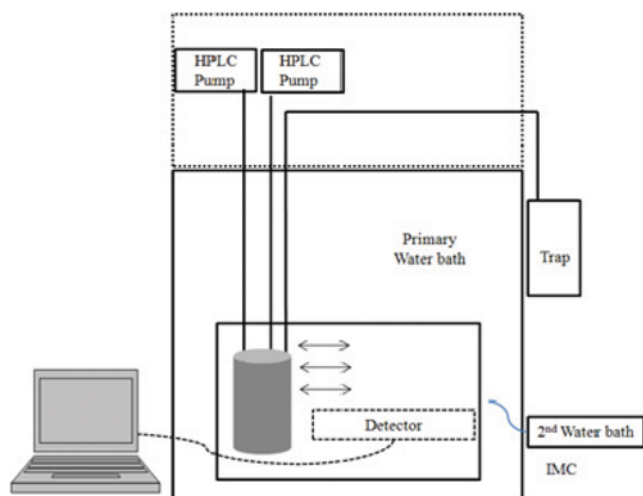 HPLC
Pump
HPLC
Pump
Primary
Water bath
Trap
Detector
2nd Water bath
IMC